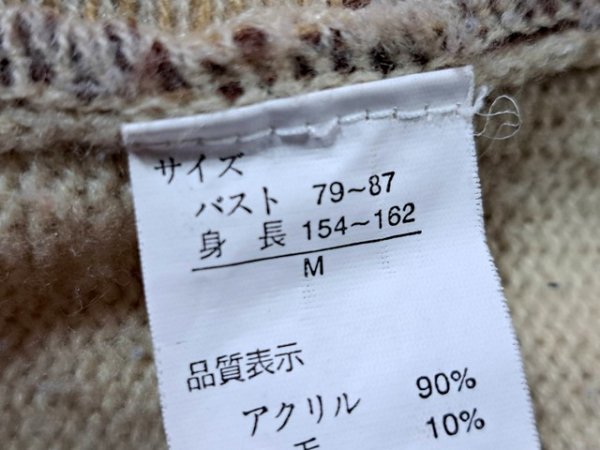 サイズ
バスト 79~87
身長 154~162
M
品質表示
アクリル 90%
10%